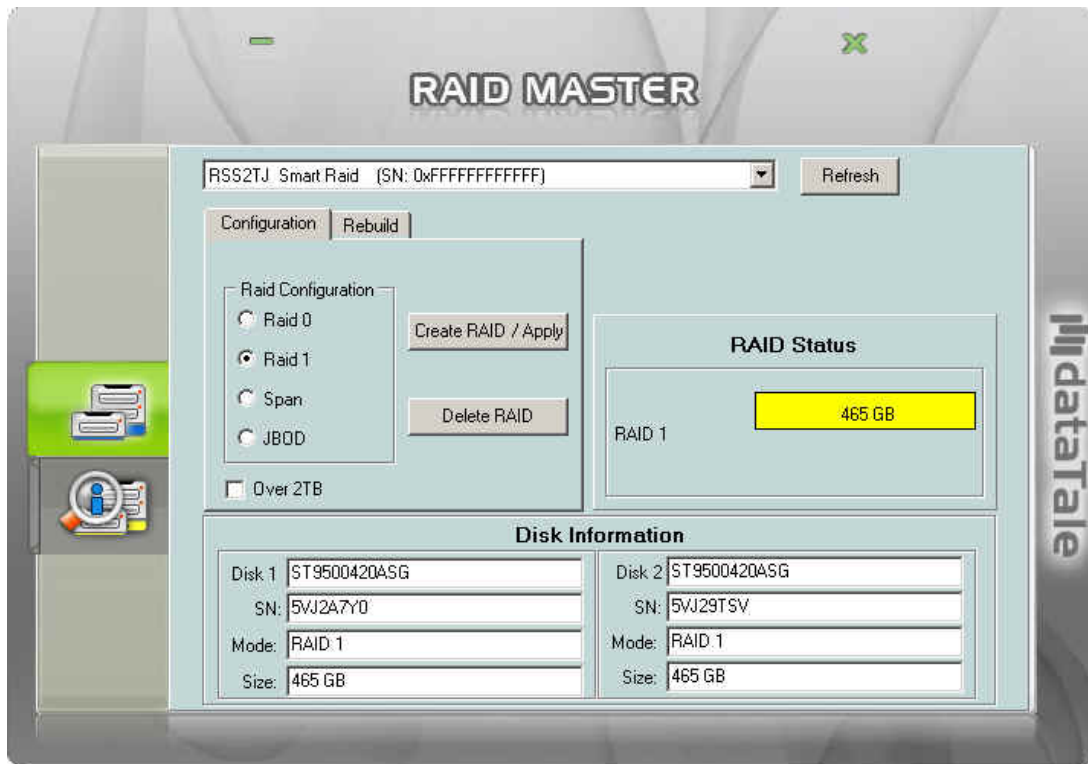 RAID MASTER
RSS2TJ Smart Raid (SN: 0xFFFFFFFFFFFF)
Refresh
Configuration
Rebuild
Raid Configuration
Raid 0
Raid 1
Span
JBOD
Over 2TB
Create RAID / Apply
Delete RAID
RAID Status
RAID 1
465 GB
dataTale
Disk Information
Disk 1 ST9500420ASG
SN: 5VJ2A7Y0
Mode: RAID 1
Size: 465 GB
Disk 2 ST9500420ASG
SN: 5VJ29TSV
Mode: RAID 1
Size: 465 GB